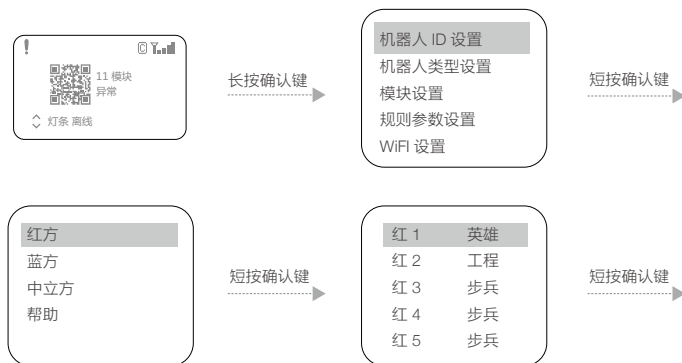 !
C
11 模块
异常
灯条 离线
长按确认键
机器人 ID 设置
机器人类型设置
模块设置
规则参数设置
WiFI 设置
短按确认键
红方
蓝方
中立方
帮助
短按确认键
红 1 英雄
红 2 工程
红 3 步兵
红 4 步兵
红 5 步兵
短按确认键